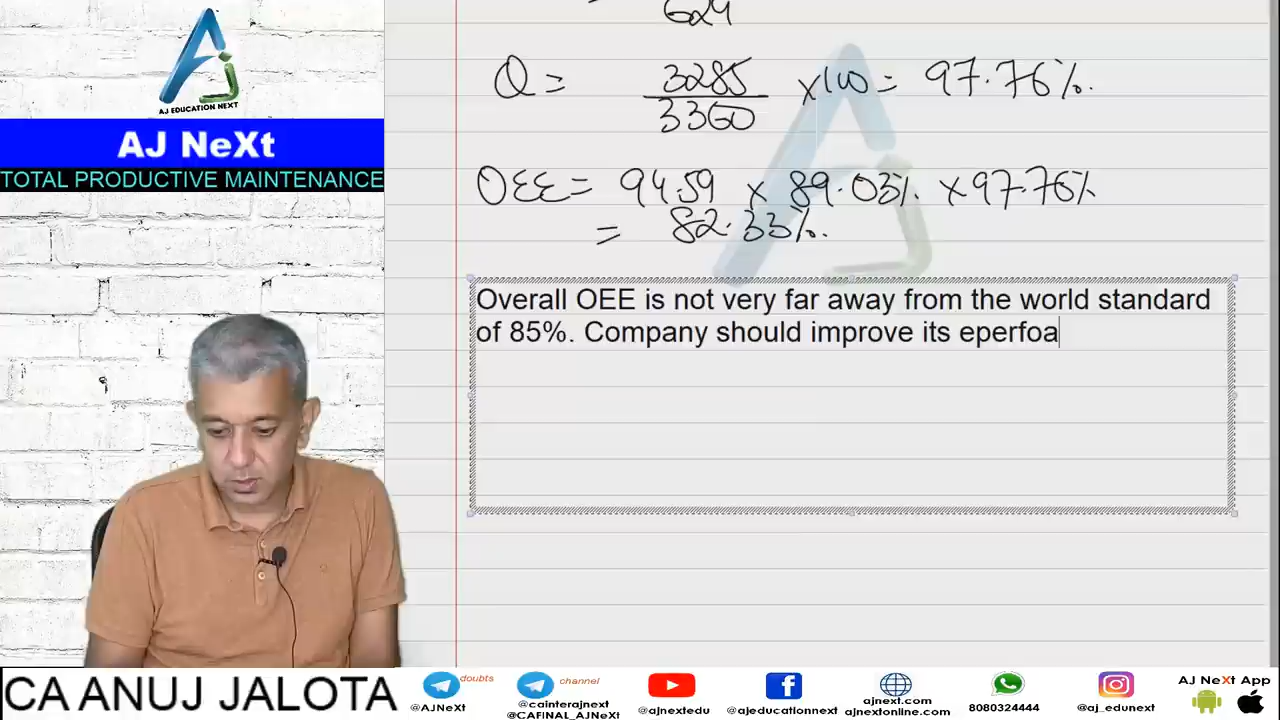 624
Q = 3285 / 3360 × 100 = 97.76%.
AJ EDUCATION NEXT
AJ NeXt
TOTAL PRODUCTIVE MAINTENANCE
OEE = 94.59 × 89.03% × 97.76%
= 82.33%.
Overall OEE is not very far away from the world standard
of 85%. Company should improve its eperfoa
CA ANUJ JALOTA
doubts
@AJNeXt
channel
@cainterajnext
@CAFINAL_AJNeXt
@ajnextedu
@ajeducationnext
ajnext.com
ajnextonline.com
8080324444
@aj_edunext
AJ NeXt App